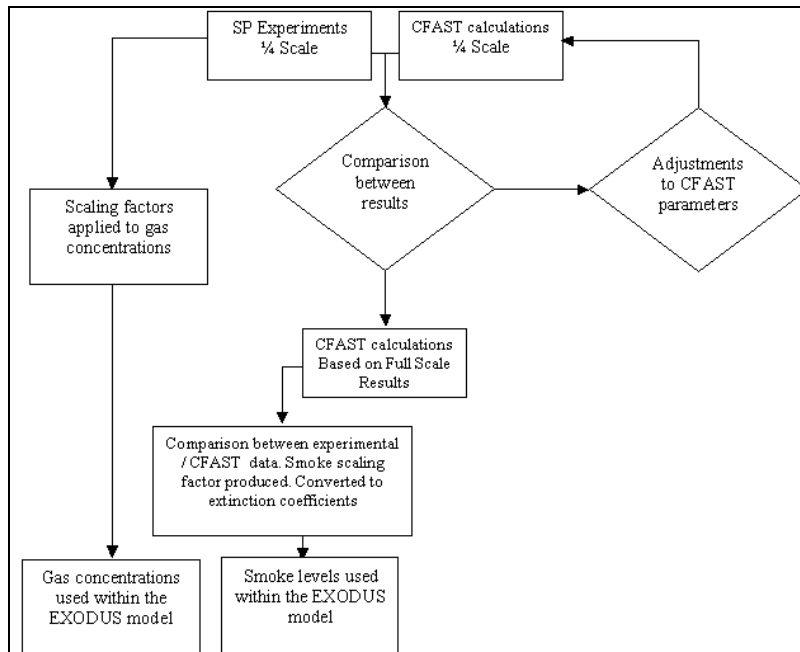 SP Experiments
¼ Scale
CFAST calculations
¼ Scale
Comparison
between
results
Adjustments
to CFAST
parameters
Scaling factors
applied to gas
concentrations
CFAST calculations
Based on Full Scale
Results
Comparison between experimental
/ CFAST data. Smoke scaling
factor produced. Converted to
extinction coefficients
Gas concentrations
used within the
EXODUS model
Smoke levels used
within the EXODUS
model